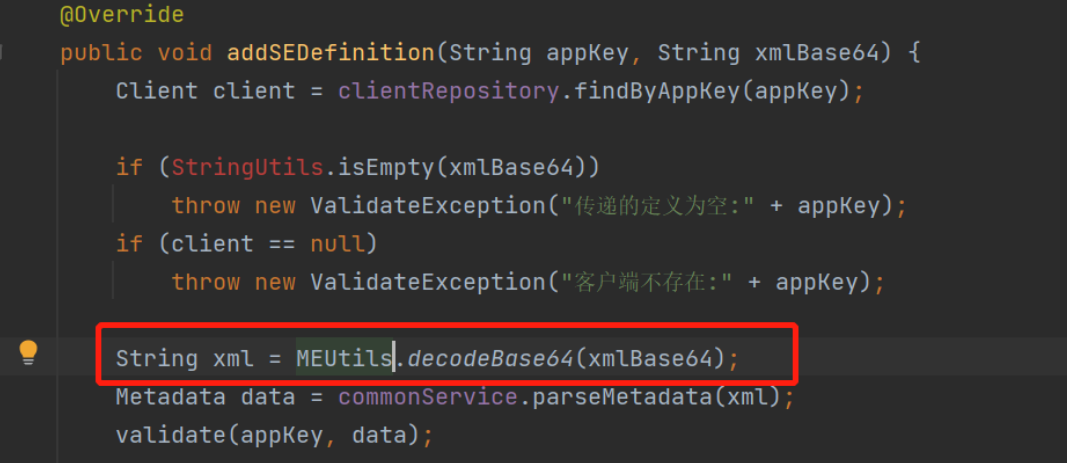 @Override
public void addSEDefinition(String appKey, String xmlBase64) {
Client client = clientRepository.findByAppKey(appKey);
if (StringUtils.isEmpty(xmlBase64))
throw new ValidateException("传递的定义为空:" + appKey);
if (client == null)
throw new ValidateException("客户端不存在:" + appKey);
String xml = MEUtils.decodeBase64(xmlBase64);
Metadata data = commonService.parseMetadata(xml);
validate(appKey, data);